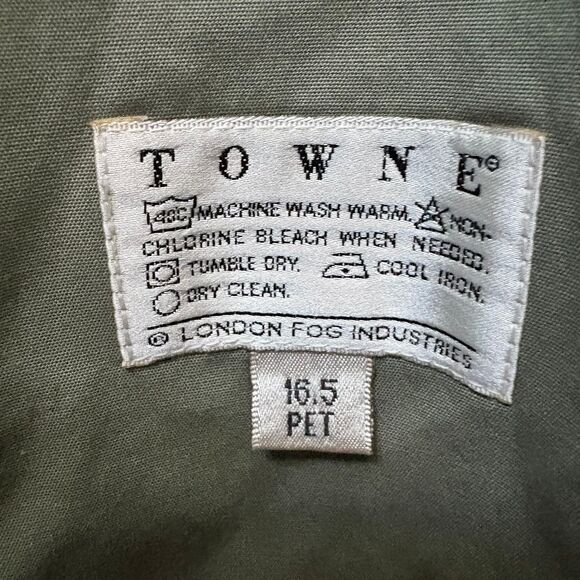 TOWNE®
40C MACHINE WASH WARM. NON-
CHLORINE BLEACH WHEN NEEDED.
TUMBLE DRY. COOL IRON.
DRY CLEAN.
© LONDON FOG INDUSTRIES
16.5
PET